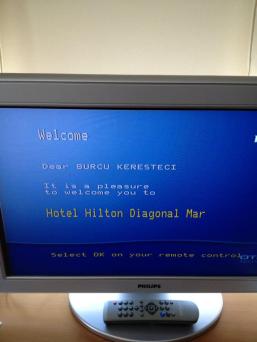 Welcome
Dear BURCU KERESTECI
It is a pleasure
to welcome you to
Hotel Hilton Diagonal Mar
Select OK on your remote control
PHILIPS